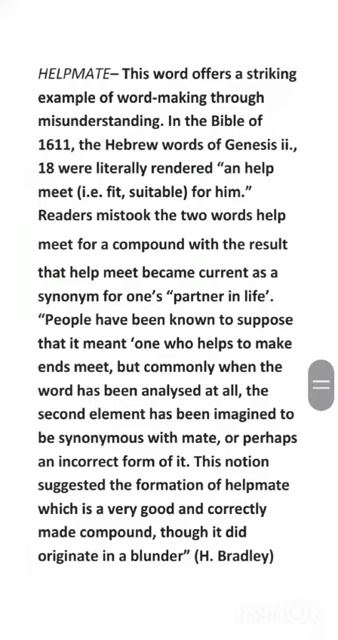 HELPMATE– This word offers a striking
example of word-making through
misunderstanding. In the Bible of
1611, the Hebrew words of Genesis ii.,
18 were literally rendered “an help
meet (i.e. fit, suitable) for him.”
Readers mistook the two words help
meet for a compound with the result
that help meet became current as a
synonym for one's “partner in life’.
“People have been known to suppose
that it meant ‘one who helps to make
ends meet, but commonly when the
word has been analysed at all, the
second element has been imagined to
be synonymous with mate, or perhaps
an incorrect form of it. This notion
suggested the formation of helpmate
which is a very good and correctly
made compound, though it did
originate in a blunder” (H. Bradley)